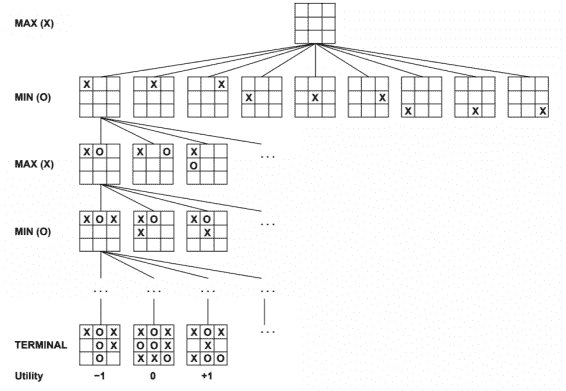 MAX (X)
X X X
MIN (O) X X X
X X X
X O X O X
MAX (X) O
...
X O X X O X O
MIN (O) X X
...
... ... ... ...
X O X X O X X O X
TERMINAL O X O O X X
O X X O X O O
...
Utility −1 0 +1